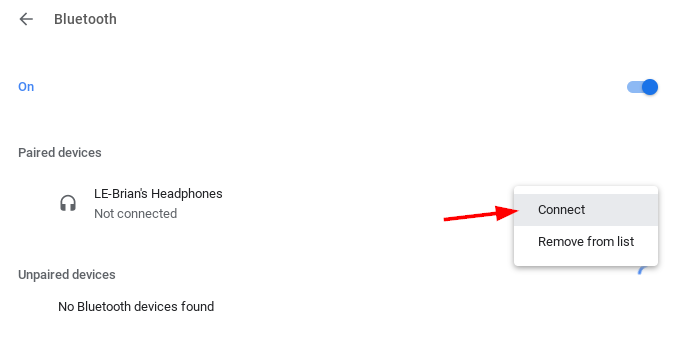 Bluetooth
On
Paired devices
LE-Brian's Headphones
Not connected
Connect
Remove from list
Unpaired devices
No Bluetooth devices found